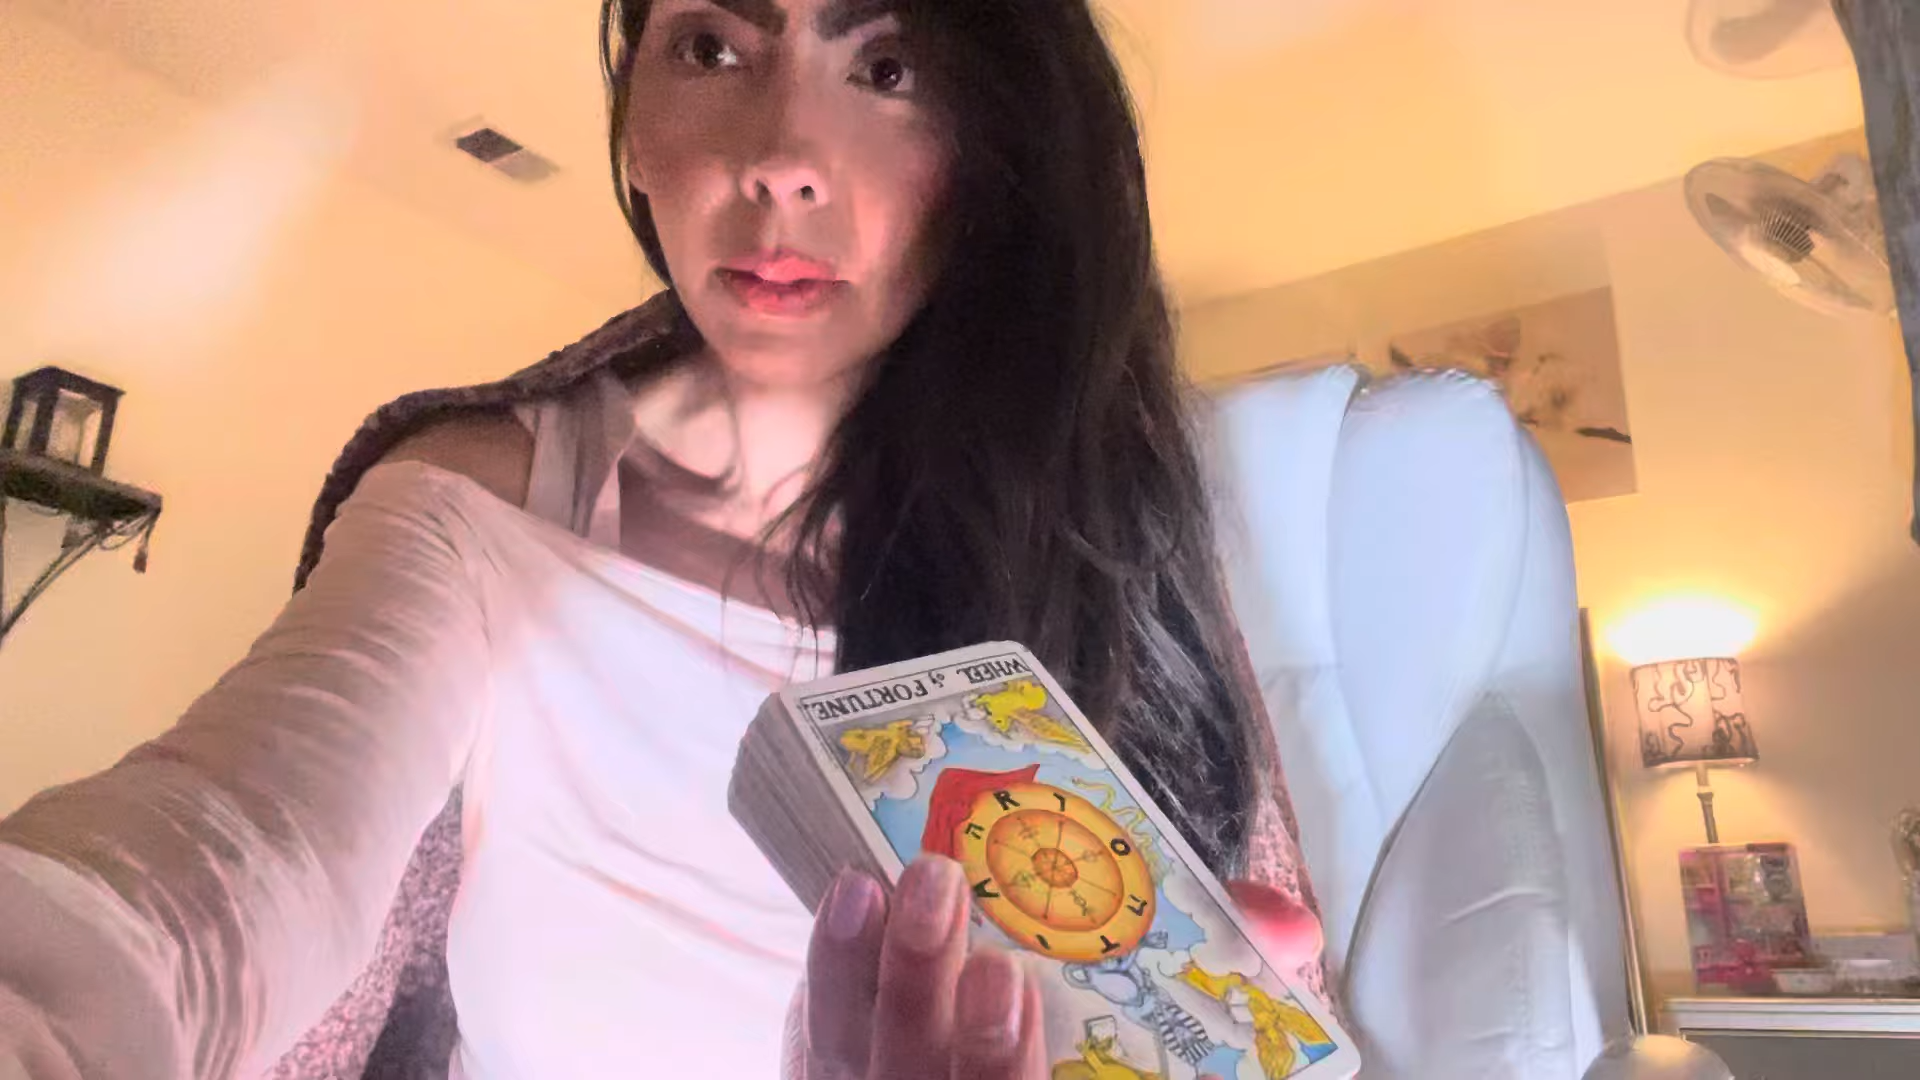 WHEEL of FORTUNE.
T
A
R
O
ה
ו
ה
י